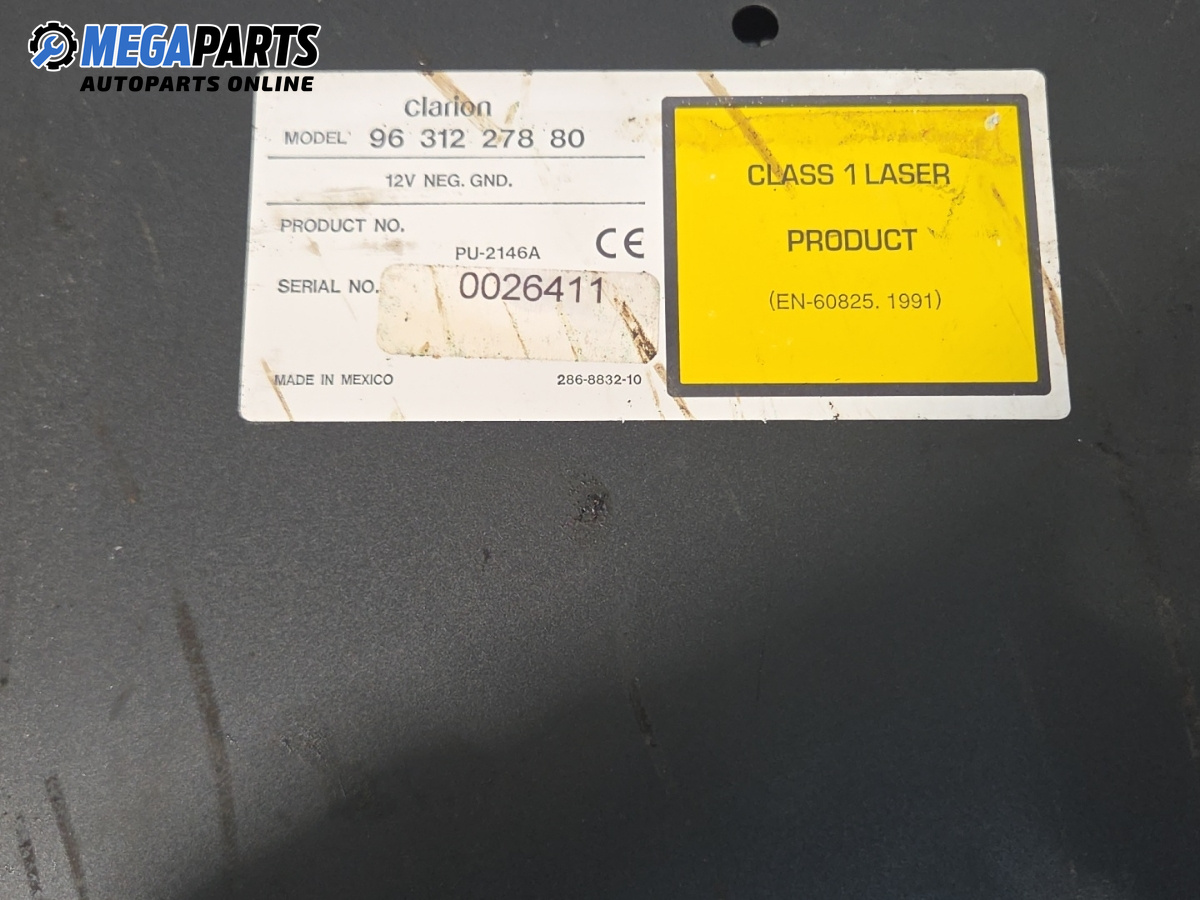 MEGAPARTS
AUTOPARTS ONLINE
clarion
MODEL 96 312 278 80
12V NEG. GND.
PRODUCT NO.
PU-2146A
CE
SERIAL NO. 0026411
MADE IN MEXICO 286-8832-10
CLASS 1 LASER
PRODUCT
(EN-60825. 1991)